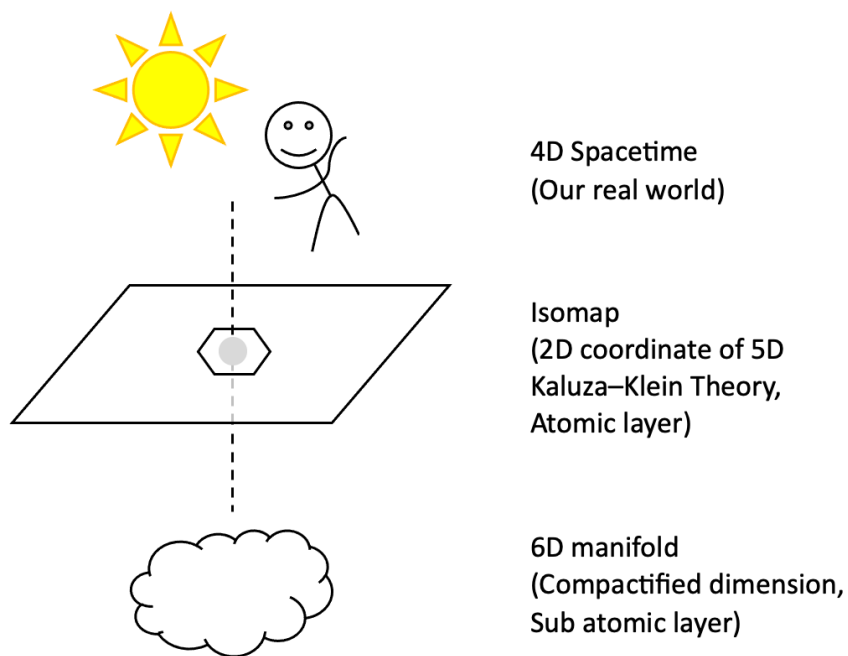 4D Spacetime
(Our real world)
Isomap
(2D coordinate of 5D
Kaluza–Klein Theory,
Atomic layer)
6D manifold
(Compactified dimension,
Sub atomic layer)